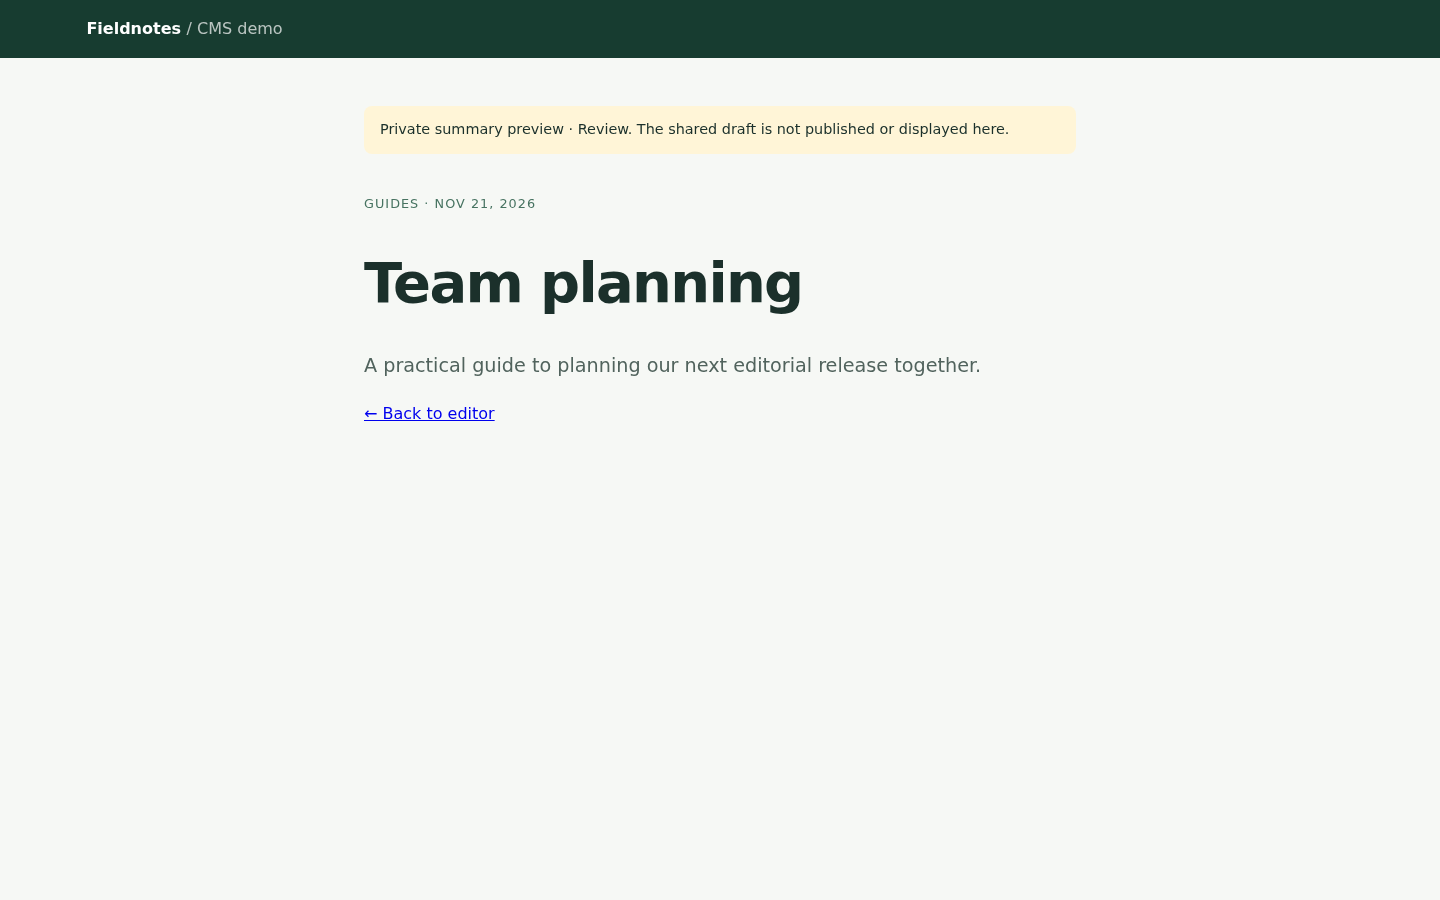 Fieldnotes / CMS demo
Private summary preview · Review. The shared draft is not published or displayed here.
GUIDES · NOV 21, 2026
Team planning
A practical guide to planning our next editorial release together.
← Back to editor